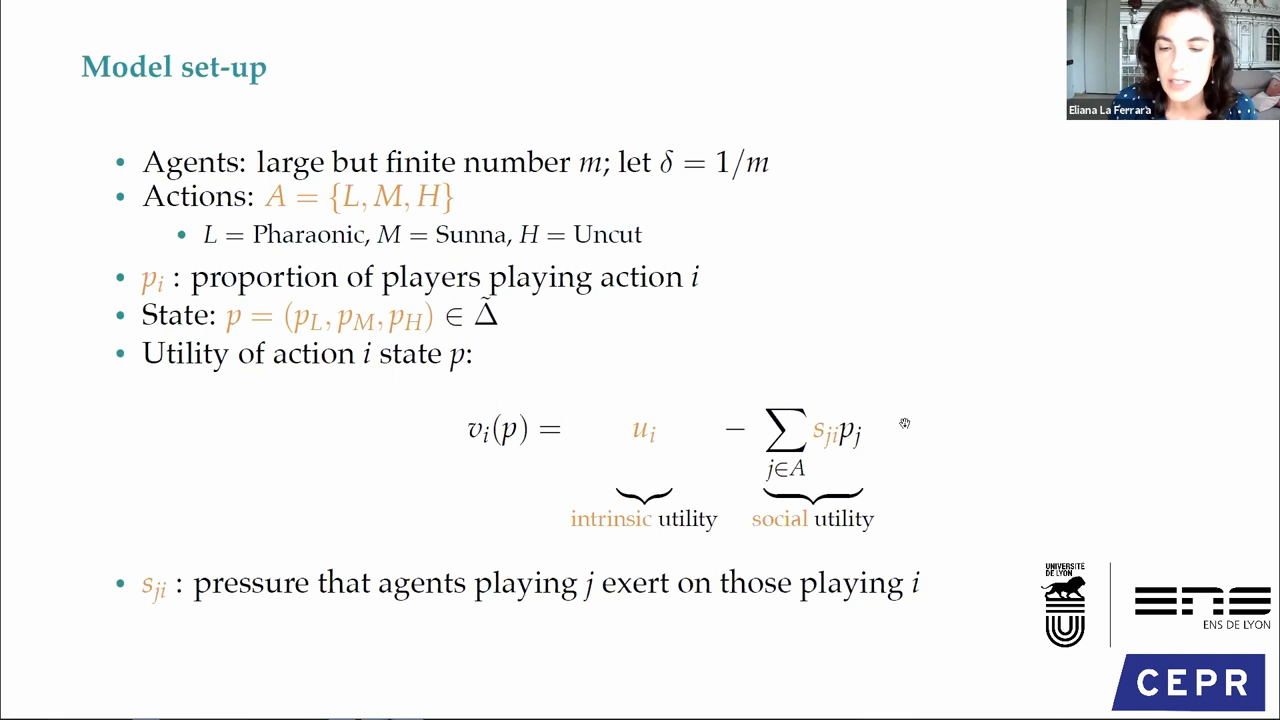 Model set-up
Eliana La Ferrara
• Agents: large but finite number m; let δ = 1/m
• Actions: A = {L, M, H}
• L = Pharaonic, M = Sunna, H = Uncut
• p_i : proportion of players playing action i
• State: p = (p_L, p_M, p_H) ∈ Δ̃
• Utility of action i state p:
v_i(p) = u_i − ∑_{j∈A} s_{ji}p_j
intrinsic utility social utility
• s_{ji} : pressure that agents playing j exert on those playing i
UNIVERSITE
DE LYON
ENS
ENS DE LYON
CEPR